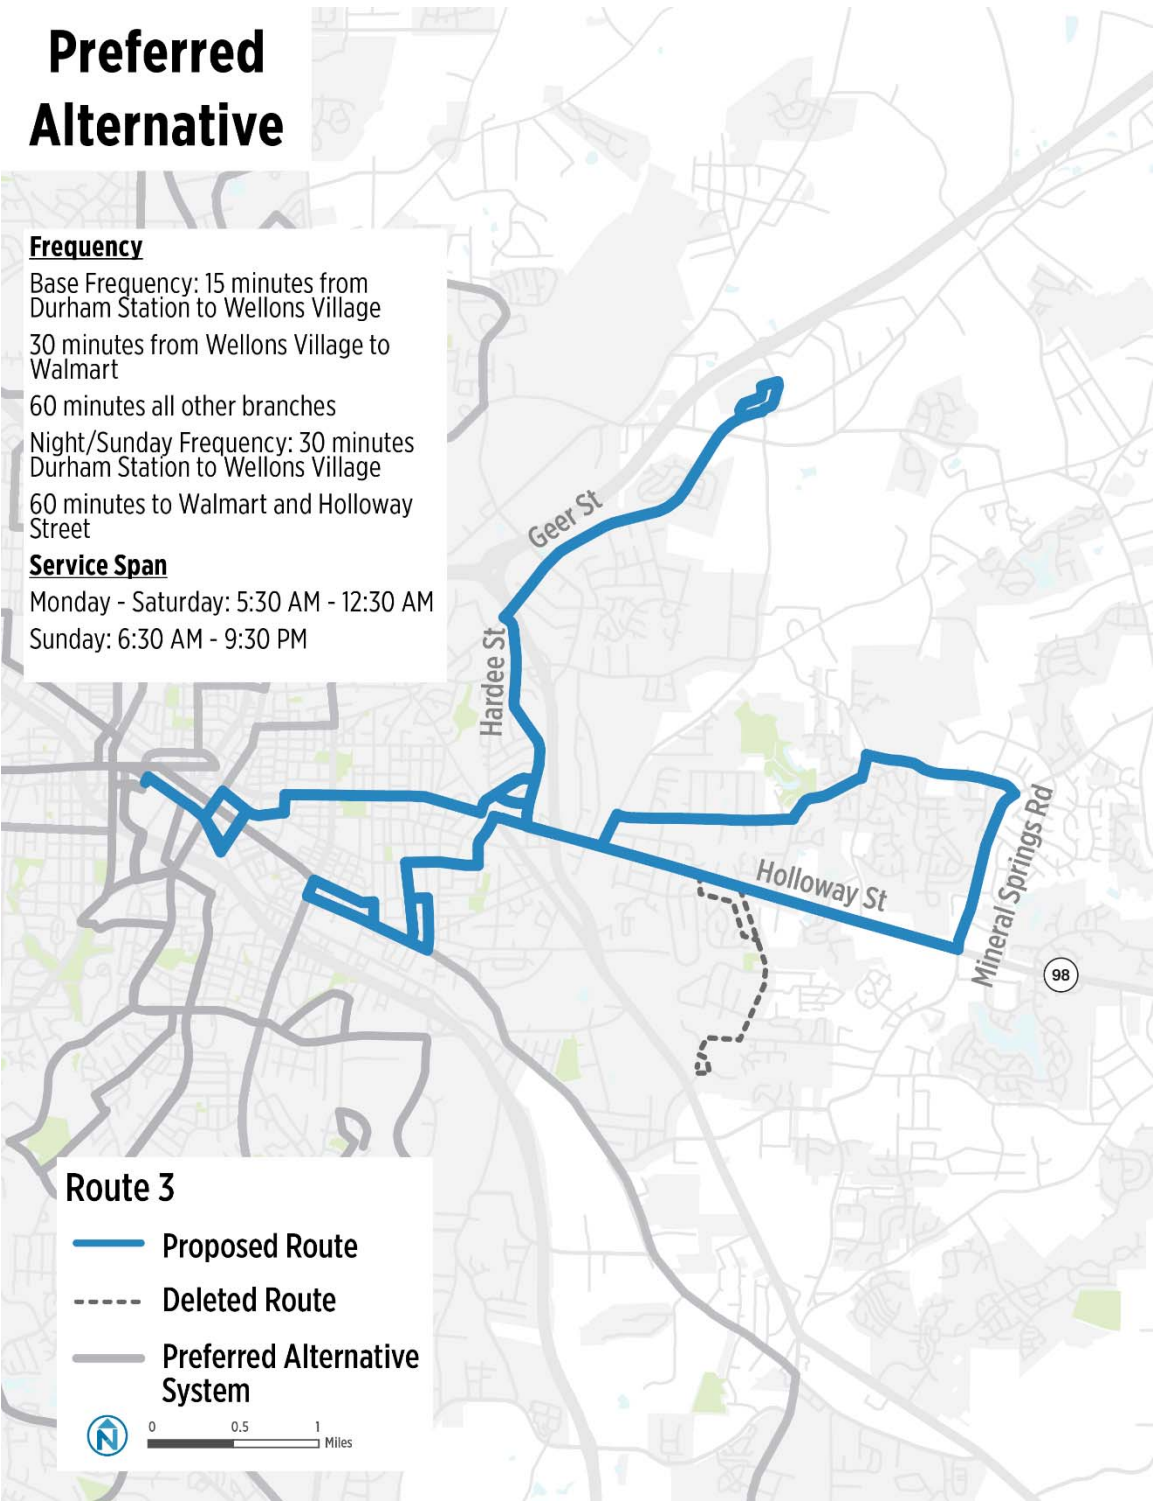 Preferred
Alternative
Frequency
Base Frequency: 15 minutes from
Durham Station to Wellons Village
30 minutes from Wellons Village to
Walmart
60 minutes all other branches
Night/Sunday Frequency: 30 minutes
Durham Station to Wellons Village
60 minutes to Walmart and Holloway
Street
Service Span
Monday - Saturday: 5:30 AM - 12:30 AM
Sunday: 6:30 AM - 9:30 PM
Geer St
Hardee St
Holloway St
Mineral Springs Rd
98
Route 3
Proposed Route
Deleted Route
Preferred Alternative
System
N
0 0.5 1
Miles